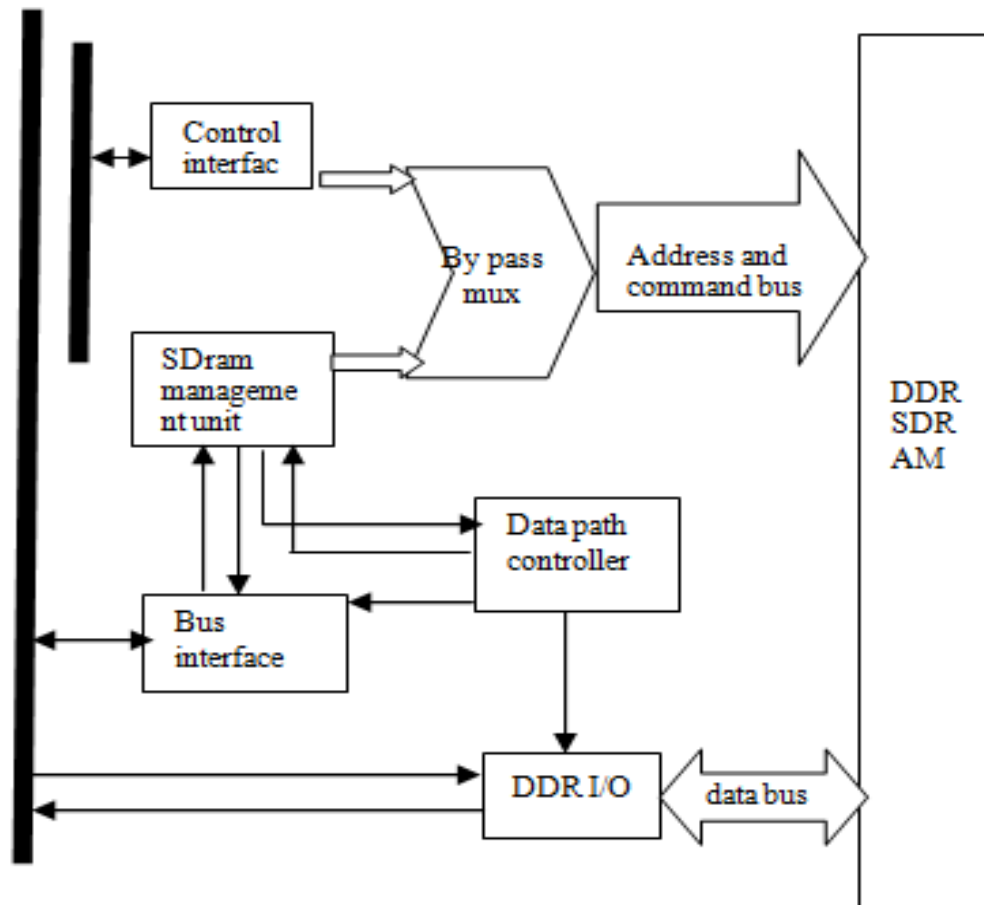 Control
interfac
By pass
mux
Address and
command bus
SDram
manageme
nt unit
DDR
SDR
AM
Data path
controller
Bus
interface
DDR I/O
data bus